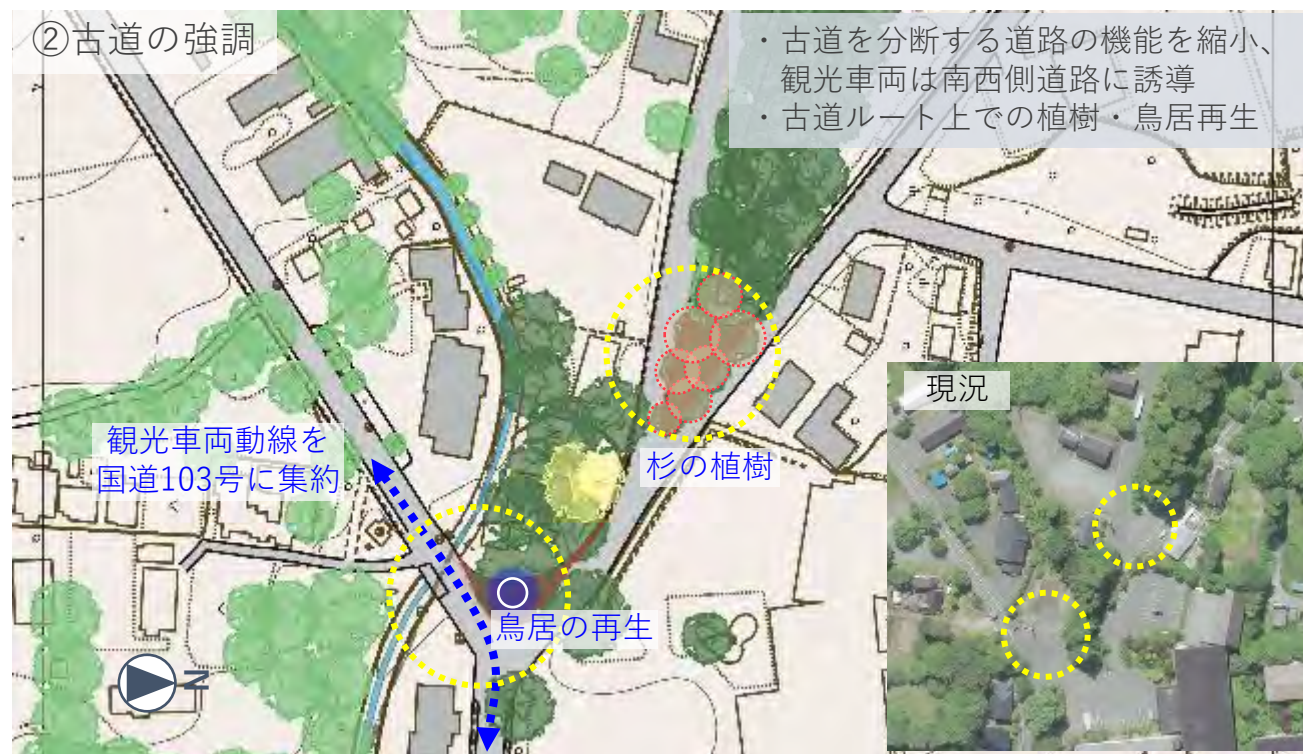 ②古道の強調
・古道を分断する道路の機能を縮小、
観光車両は南西側道路に誘導
・古道ルート上での植樹・鳥居再生
現況
観光車両動線を
国道103号に集約
杉の植樹
鳥居の再生
N